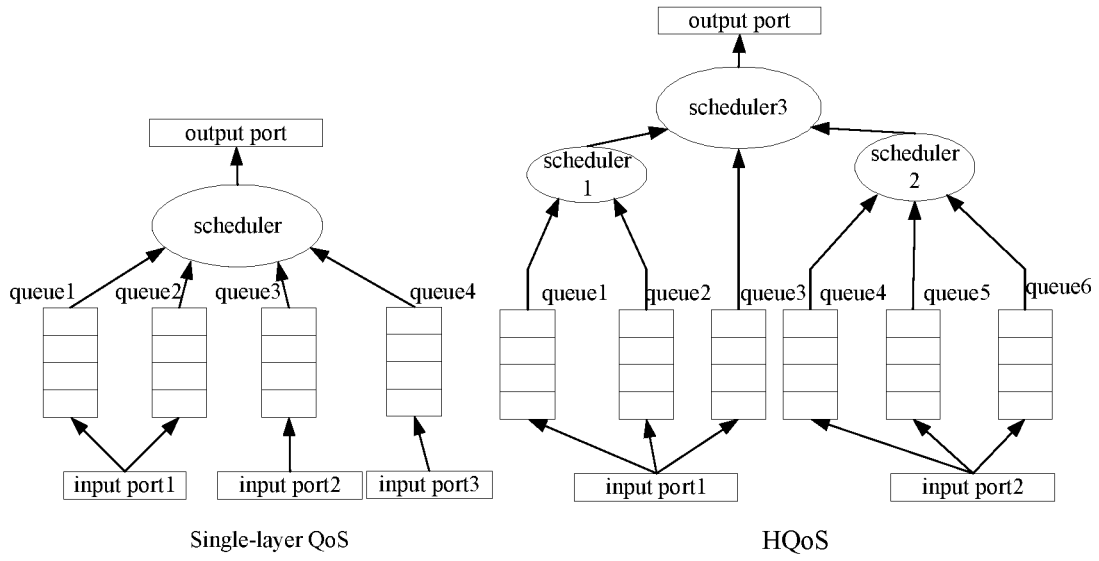 output port
scheduler
queue1
queue2
queue3
queue4
input port1
input port2
input port3
Single-layer QoS
output port
scheduler3
scheduler
1
scheduler
2
queue1
queue2
queue3
queue4
queue5
queue6
input port1
input port2
HQoS